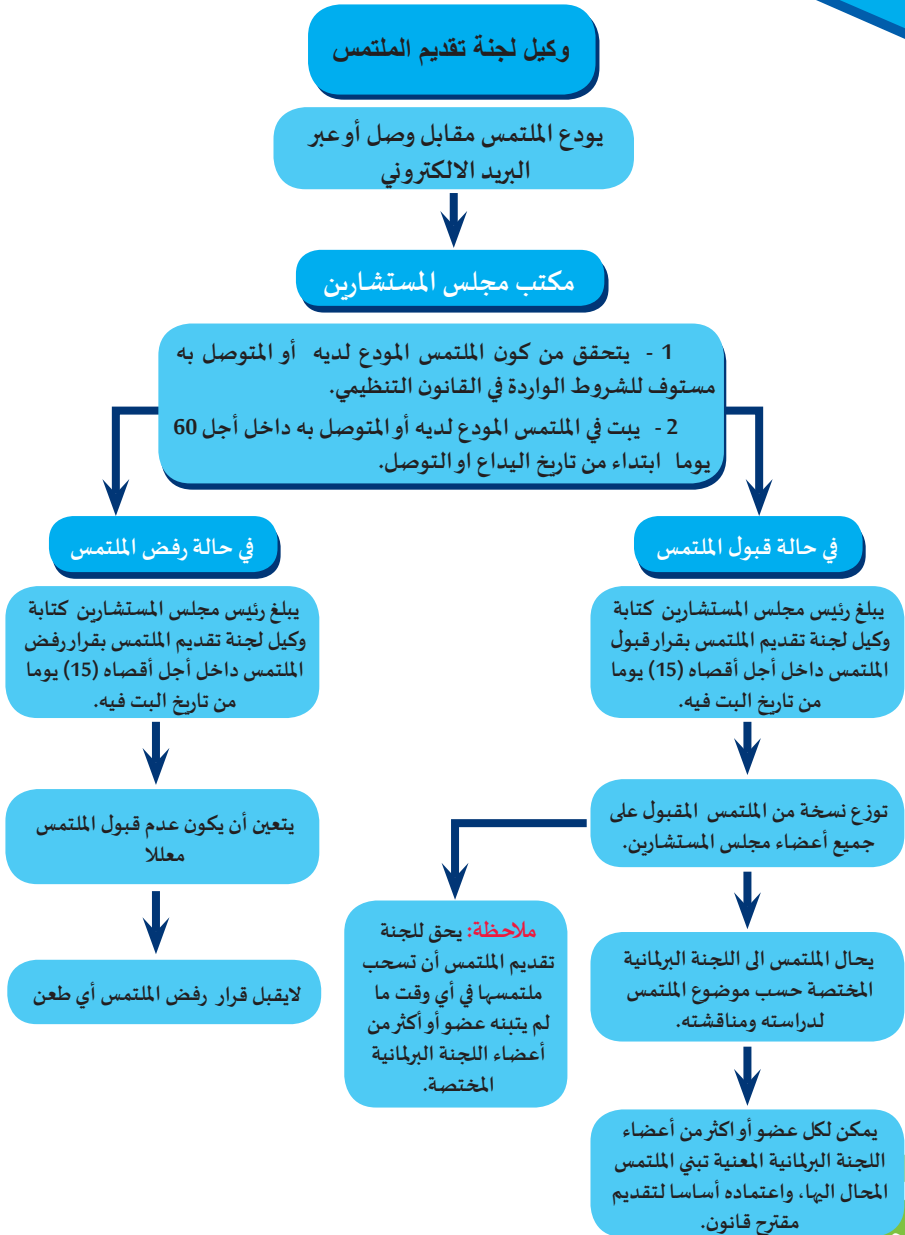 وكيل لجنة تقديم الملتمس
يودع الملتمس مقابل وصل أو عبر
البريد الالكتروني
مكتب مجلس المستشارين
1 - يتحقق من كون الملتمس المودع لديه أو المتوصل به
مستوف للشروط الواردة في القانون التنظيمي.
2 - يبت في الملتمس المودع لديه أو المتوصل به داخل أجل 60
يوما ابتداء من تاريخ اليداع او التوصل.
في حالة قبول الملتمس
يبلغ رئيس مجلس المستشارين كتابة
وكيل لجنة تقديم الملتمس بقرار قبول
الملتمس داخل أجل أقصاه (15) يوما
من تاريخ البت فيه.
توزع نسخة من الملتمس المقبول على
جميع أعضاء مجلس المستشارين.
يحال الملتمس الى اللجنة البرلمانية
المختصة حسب موضوع الملتمس
لدراسته ومناقشته.
يمكن لكل عضو أو اكثر من أعضاء
اللجنة البرلمانية المعنية تبني الملتمس
المحال اليها، واعتماده أساسا لتقديم
مقترح قانون.
ملاحظة: يحق للجنة
تقديم الملتمس أن تسحب
ملتمسها في أي وقت ما
لم يتبنه عضو أو أكثر من
أعضاء اللجنة البرلمانية
المختصة.
في حالة رفض الملتمس
يبلغ رئيس مجلس المستشارين كتابة
وكيل لجنة تقديم الملتمس بقرار رفض
الملتمس داخل أجل أقصاه (15) يوما
من تاريخ البت فيه.
يتعين أن يكون عدم قبول الملتمس
معللا
لايقبل قرار رفض الملتمس أي طعن